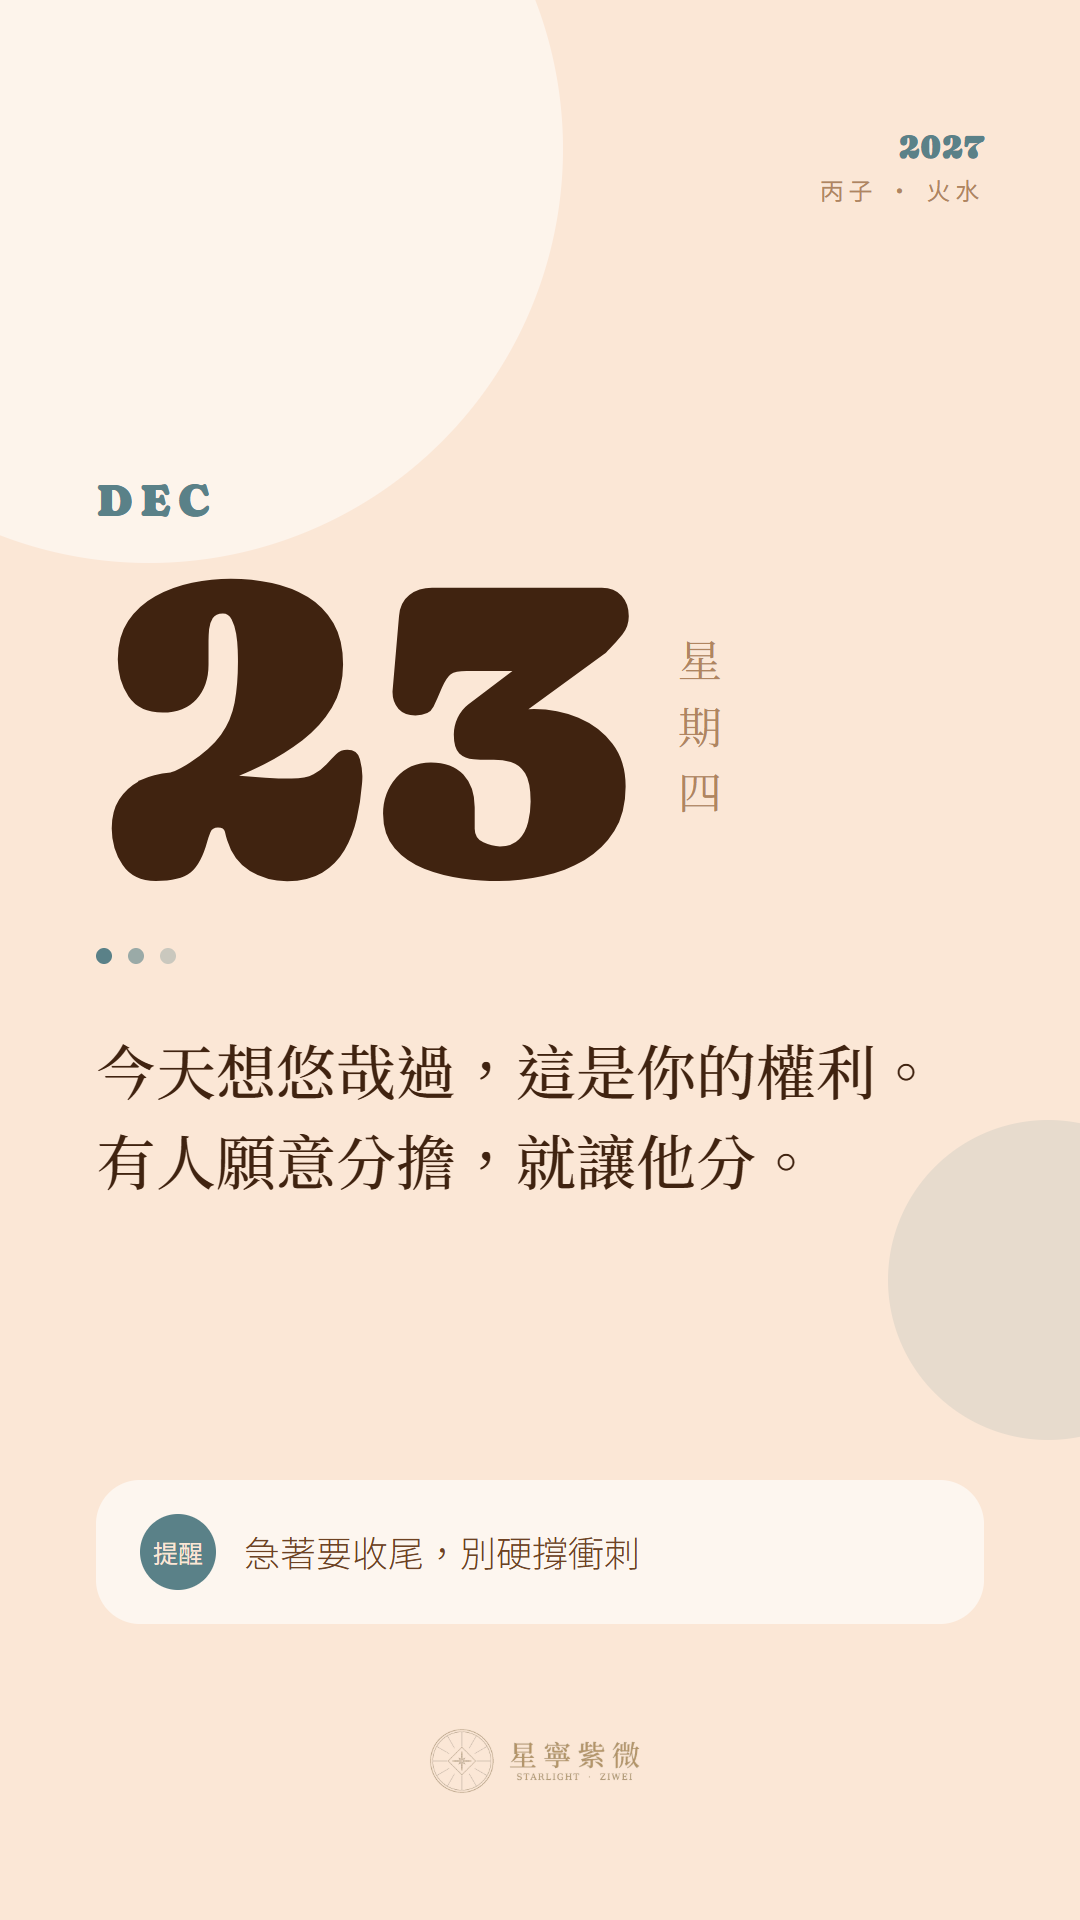 2027
丙子 · 火水
DEC
23
星期四
今天想悠哉過，這是你的權利。
有人願意分擔，就讓他分。
提醒
急著要收尾，別硬撐衝刺
星寧紫微
STARLIGHT · ZIWEI